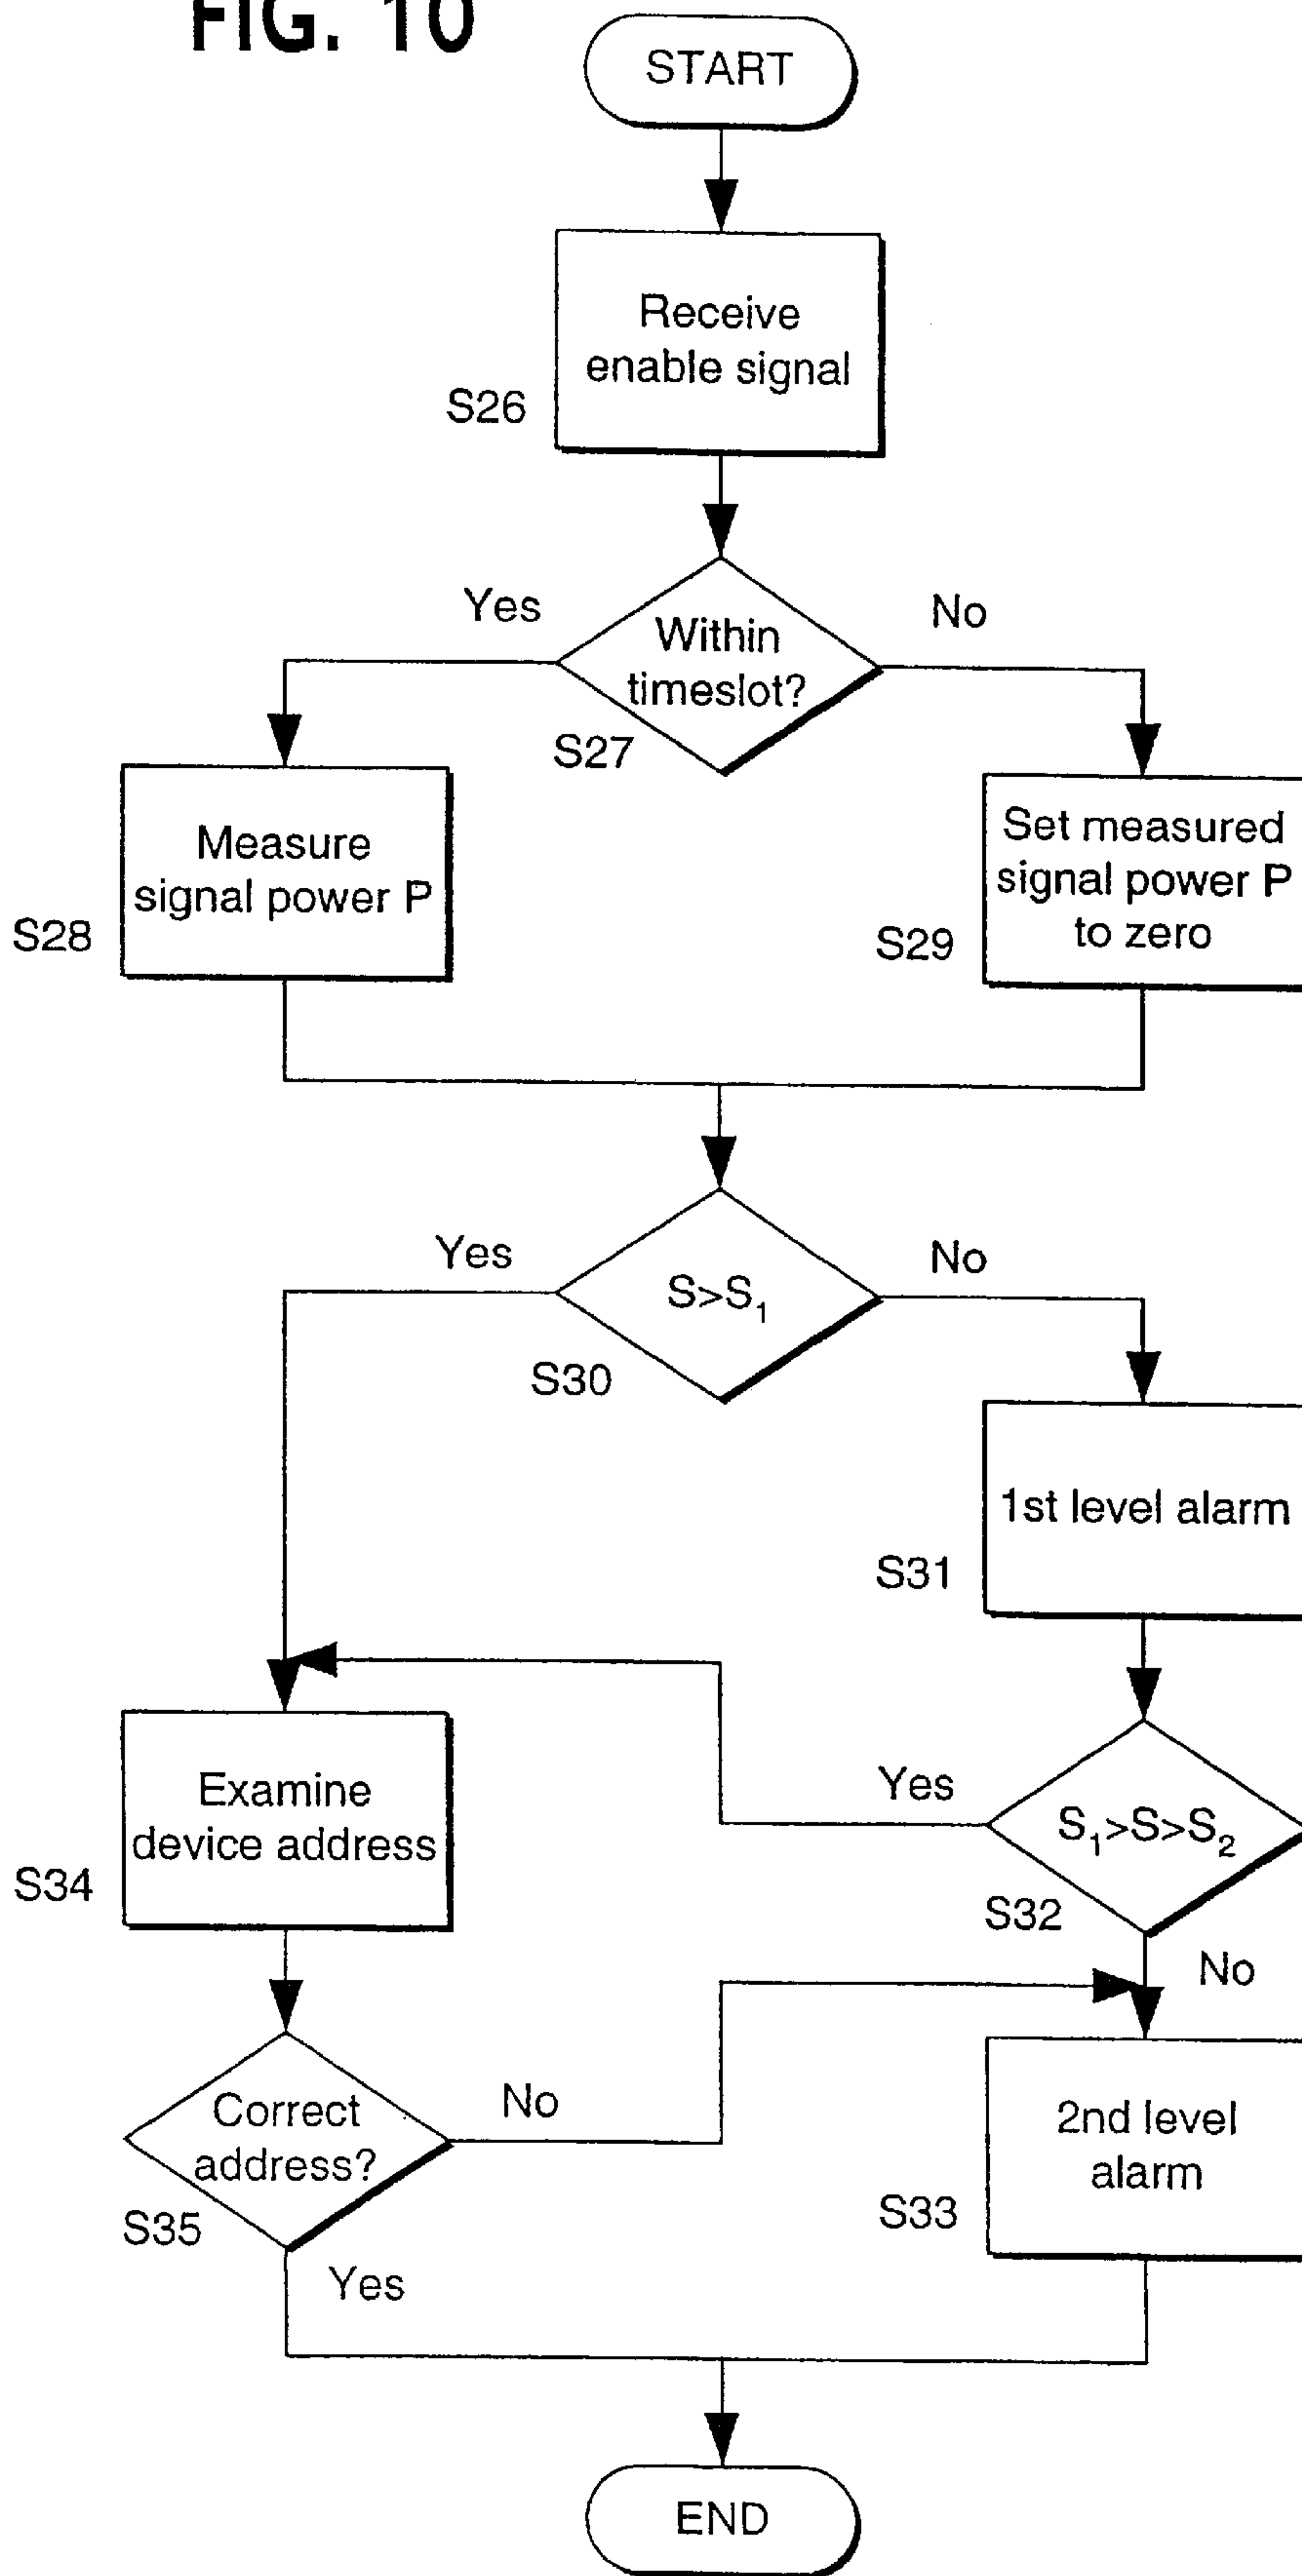 FIG. 10
START
Receive
enable signal
S26
Yes
No
Within
timeslot?
S27
Measure
signal power P
S28
Set measured
signal power P
to zero
S29
Yes
No
S>S₁
S30
1st level alarm
S31
Examine
device address
S34
Yes
S₁>S>S₂
S32
No
Correct
address?
No
S35
Yes
2nd level
alarm
S33
END